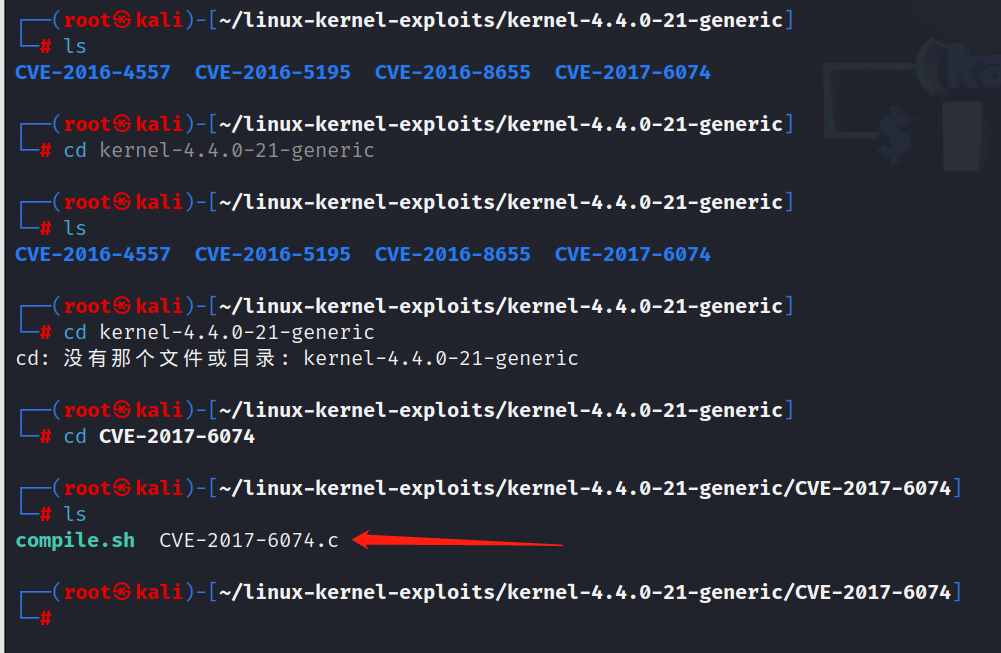 ┌──(root㉿kali)-[~/linux-kernel-exploits/kernel-4.4.0-21-generic]
└─# ls
CVE-2016-4557  CVE-2016-5195  CVE-2016-8655  CVE-2017-6074
┌──(root㉿kali)-[~/linux-kernel-exploits/kernel-4.4.0-21-generic]
└─# cd kernel-4.4.0-21-generic
┌──(root㉿kali)-[~/linux-kernel-exploits/kernel-4.4.0-21-generic]
└─# ls
CVE-2016-4557  CVE-2016-5195  CVE-2016-8655  CVE-2017-6074
┌──(root㉿kali)-[~/linux-kernel-exploits/kernel-4.4.0-21-generic]
└─# cd kernel-4.4.0-21-generic
cd: 没有那个文件或目录: kernel-4.4.0-21-generic
┌──(root㉿kali)-[~/linux-kernel-exploits/kernel-4.4.0-21-generic]
└─# cd CVE-2017-6074
┌──(root㉿kali)-[~/linux-kernel-exploits/kernel-4.4.0-21-generic/CVE-2017-6074]
└─# ls
compile.sh  CVE-2017-6074.c
┌──(root㉿kali)-[~/linux-kernel-exploits/kernel-4.4.0-21-generic/CVE-2017-6074]
└─#